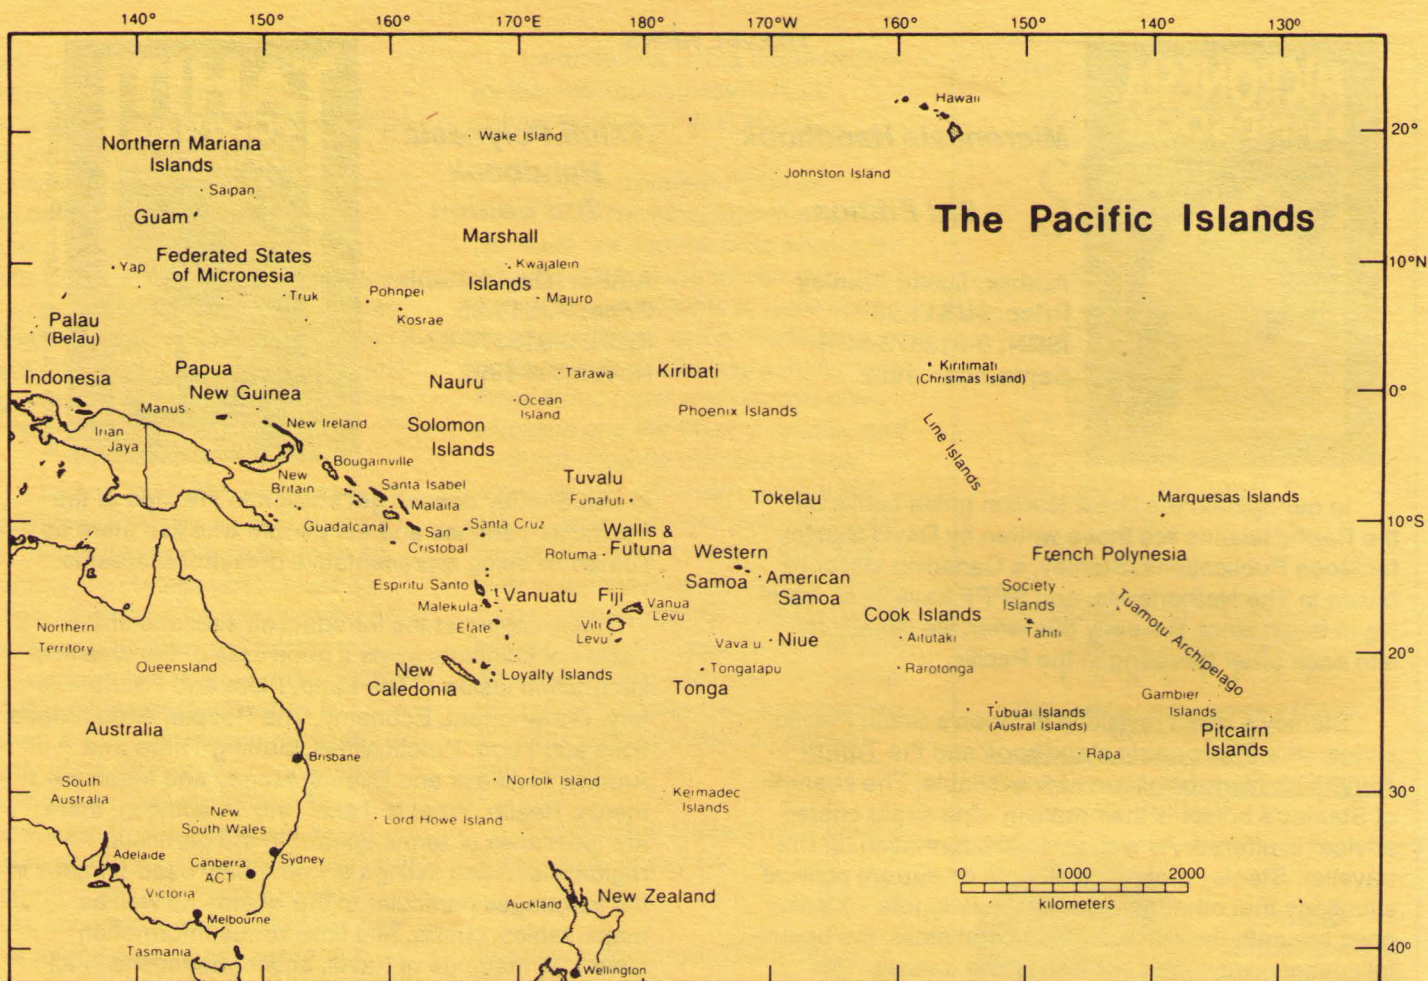 140°
150°
160°
170°E
180°
170°W
160°
150°
140°
130°
Hawaii
20°
Wake Island
Northern Mariana
Islands
Johnston Island
Saipan
Guam
The Pacific Islands
Marshall
Islands
Federated States
of Micronesia
Yap
Kwajalein
10°N
Truk
Pohnpei
Majuro
Kosrae
Palau
(Belau)
Papua
New Guinea
Indonesia
Nauru
Tarawa
Kiribati
Kiritimati
(Christmas Island)
0°
Manus
Ocean
Island
Phoenix Islands
New Ireland
Solomon
Islands
Line Islands
Irian
Jaya
Bougainville
New
Britain
Santa Isabel
Tuvalu
Funafuti
Tokelau
Marquesas Islands
Malaita
Guadalcanal
San
Cristobal
Santa Cruz
10°S
Wallis &
Futuna
Rotuma
Western
Samoa
French Polynesia
American
Samoa
Espiritu Santo
Vanuatu
Fiji
Society
Islands
Malekula
Vanua
Levu
Cook Islands
Tuamotu Archipelago
Efate
Viti
Levu
Tahiti
Northern
Territory
Vava u
Niue
Aitutaki
Queensland
20°
New
Caledonia
Loyalty Islands
Tongatapu
Rarotonga
Tonga
Gambier
Islands
Tubuai Islands
(Austral Islands)
Australia
Pitcairn
Islands
Brisbane
Rapa
South
Australia
Norfolk Island
Kermadec
Islands
30°
New
South Wales
Lord Howe Island
Adelaide
Canberra
ACT
Sydney
Victoria
Melbourne
Auckland
New Zealand
0
1000
2000
kilometers
Tasmania
40°
Wellington